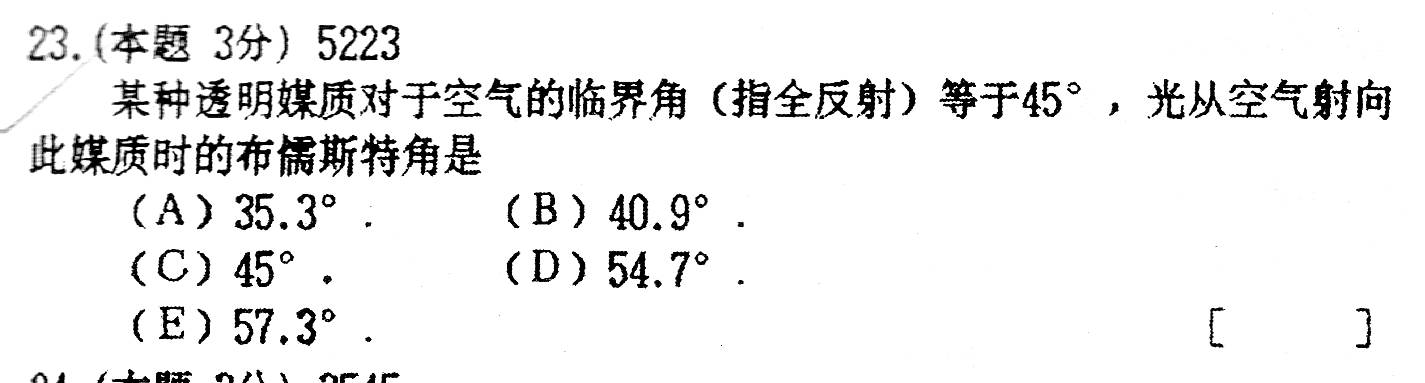 23.(本题 3分) 5223
某种透明媒质对于空气的临界角（指全反射）等于45°，光从空气射向
此媒质时的布儒斯特角是
（A）35.3°. （B）40.9°.
（C）45°. （D）54.7°.
（E）57.3°. [ ]